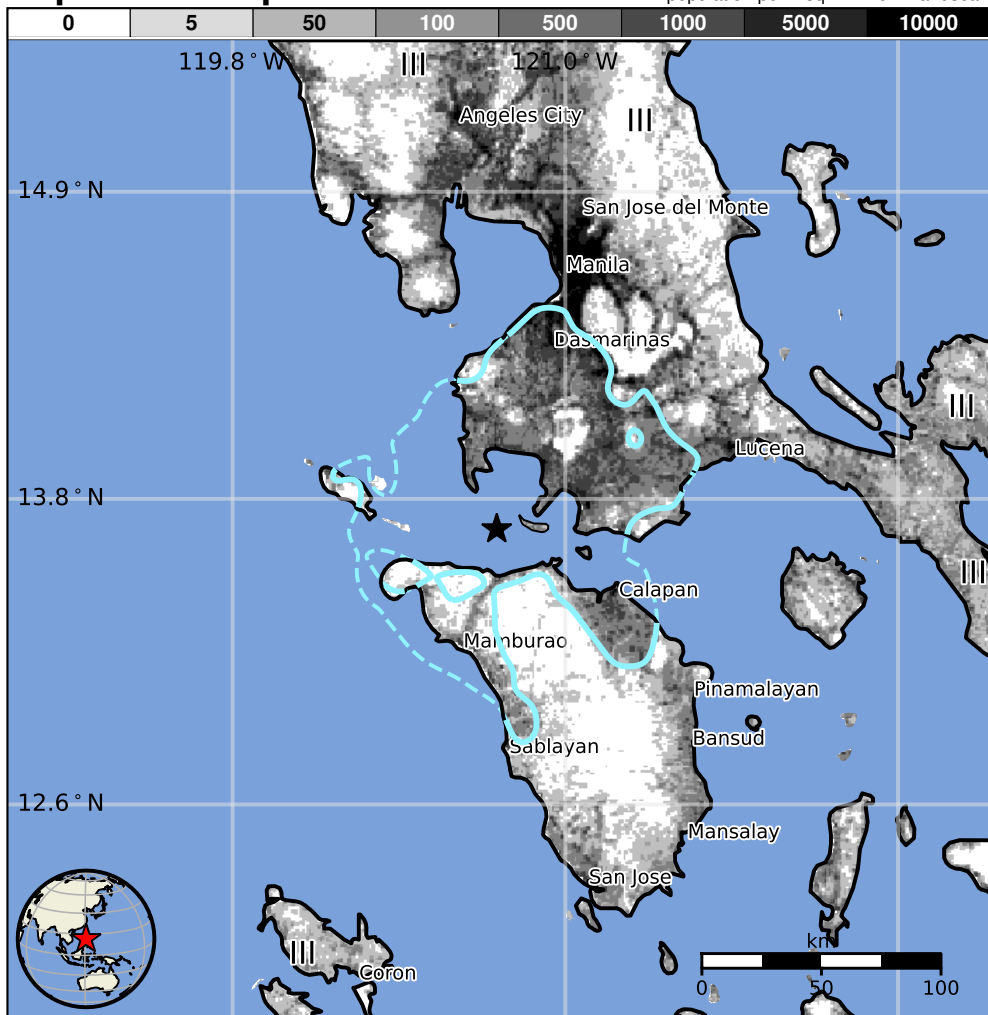 0 5 50 100 500 1000 5000 10000
119.8°W 121.0°W
III
III
Angeles City
14.9°N
San Jose del Monte
Manila
Dasmarinas
III
Lucena
13.8°N
III
Calapan
Mamburao
Pinamalayan
Bansud
Sablayan
12.6°N
Mansalay
San Jose
III
Coron
km
0 50 100